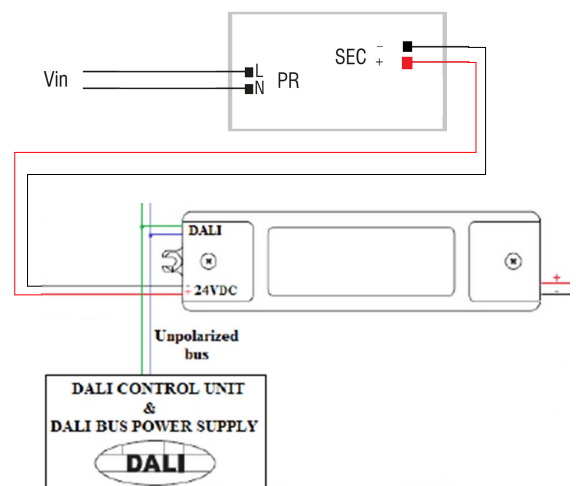 SEC -
+
Vin
L
N PR
DALI
- 24VDC
+
+
-
Unpolarized
bus
DALI CONTROL UNIT
&
DALI BUS POWER SUPPLY
DALI